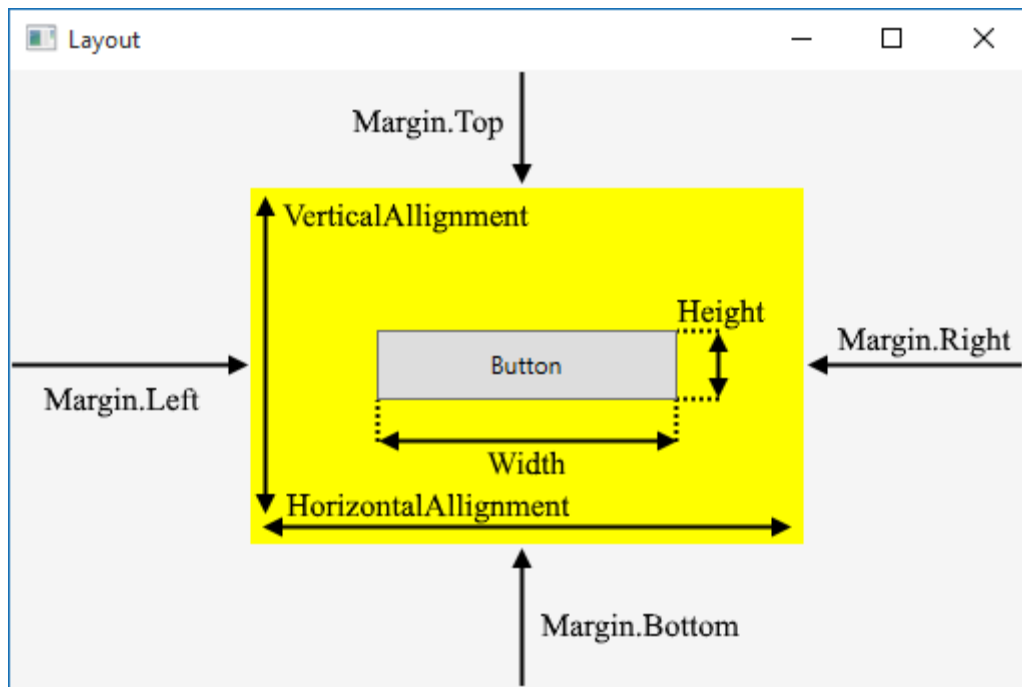 Layout
Margin.Top
VerticalAllignment
Height
Margin.Right
Button
Margin.Left
Width
HorizontalAllignment
Margin.Bottom